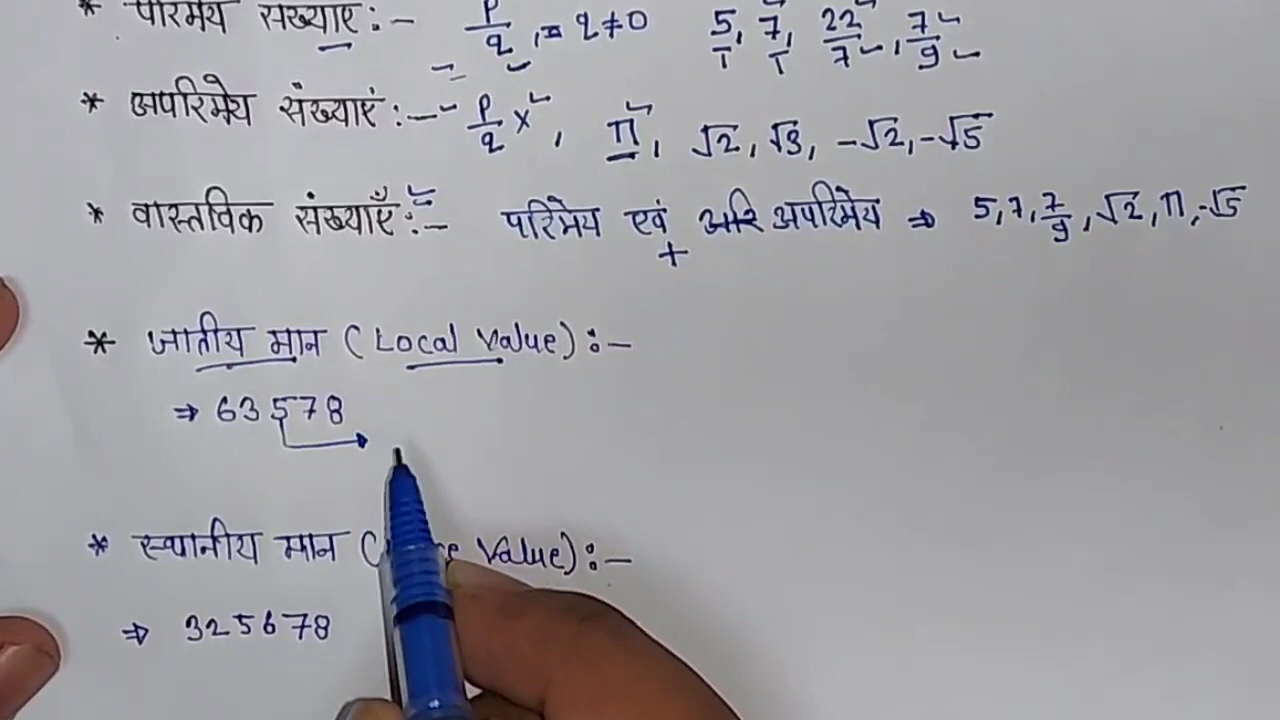 * परिमेय संख्याएं :- p/q , = q≠0 5/1, 7/1, 22/7, 7/9
* अपरिमेय संख्याएं :- p/q x , π, √2, √3, -√2, -√5
* वास्तविक संख्याएँ :- परिमेय एवं अपरिमेय ⇒ 5, 7, 7/9, √2, π, -√5
+
* जातीय मान (Local Value) :-
⇒ 63578
* स्थानीय मान ( Value) :-
⇒ 325678